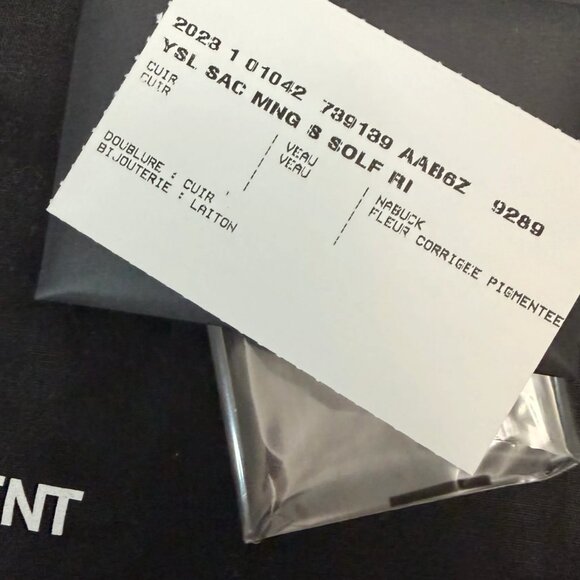 2023 1 01042 739139 AAB6Z 9289
YSL SAC MNG S SOLF RI
CUIR VEAU NABUCK
CUIR VEAU FLEUR CORRIGEE PIGMENTEE
DOUBLURE : CUIR
BIJOUTERIE : LAITON
ENT